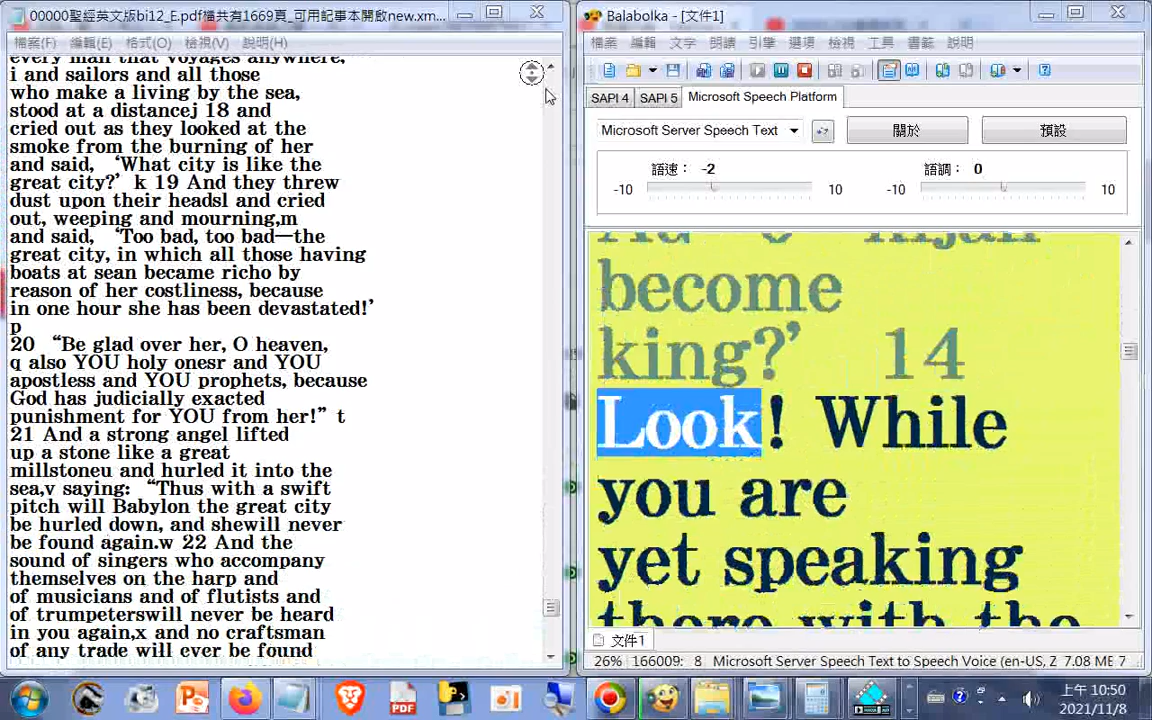 00000聖經英文版bi12_E.pdf檔共有1669頁_可用記事本開啟new.xm...
檔案(F) 編輯(E) 格式(O) 檢視(V) 說明(H)
every man that voyages anywhere,
i and sailors and all those
who make a living by the sea,
stood at a distancej 18 and
cried out as they looked at the
smoke from the burning of her
and said, ‘What city is like the
great city?’ k 19 And they threw
dust upon their headsl and cried
out, weeping and mourning,m
and said, ‘Too bad, too bad—the
great city, in which all those having
boats at sean became richo by
reason of her costliness, because
in one hour she has been devastated!’
p
20 “Be glad over her, O heaven,
q also YOU holy onesr and YOU
apostless and YOU prophets, because
God has judicially exacted
punishment for YOU from her!” t
21 And a strong angel lifted
up a stone like a great
millstoneu and hurled it into the
sea,v saying: “Thus with a swift
pitch will Babylon the great city
be hurled down, and shewill never
be found again.w 22 And the
sound of singers who accompany
themselves on the harp and
of musicians and of flutists and
of trumpeterswill never be heard
in you again,x and no craftsman
of any trade will ever be found
Balabolka - [文件1]
檔案 編輯 文字 朗讀 引擎 選項 檢視 工具 書籤 說明
SAPI 4 SAPI 5 Microsoft Speech Platform
Microsoft Server Speech Text 關於 預設
語速: -2 語調: 0
-10 10 -10 10
become
king?’ 14
Look! While
you are
yet speaking
there with the
文件1
26% 166009: 8 Microsoft Server Speech Text to Speech Voice (en-US, Z 7.08 ME 7
上午 10:50
2021/11/8